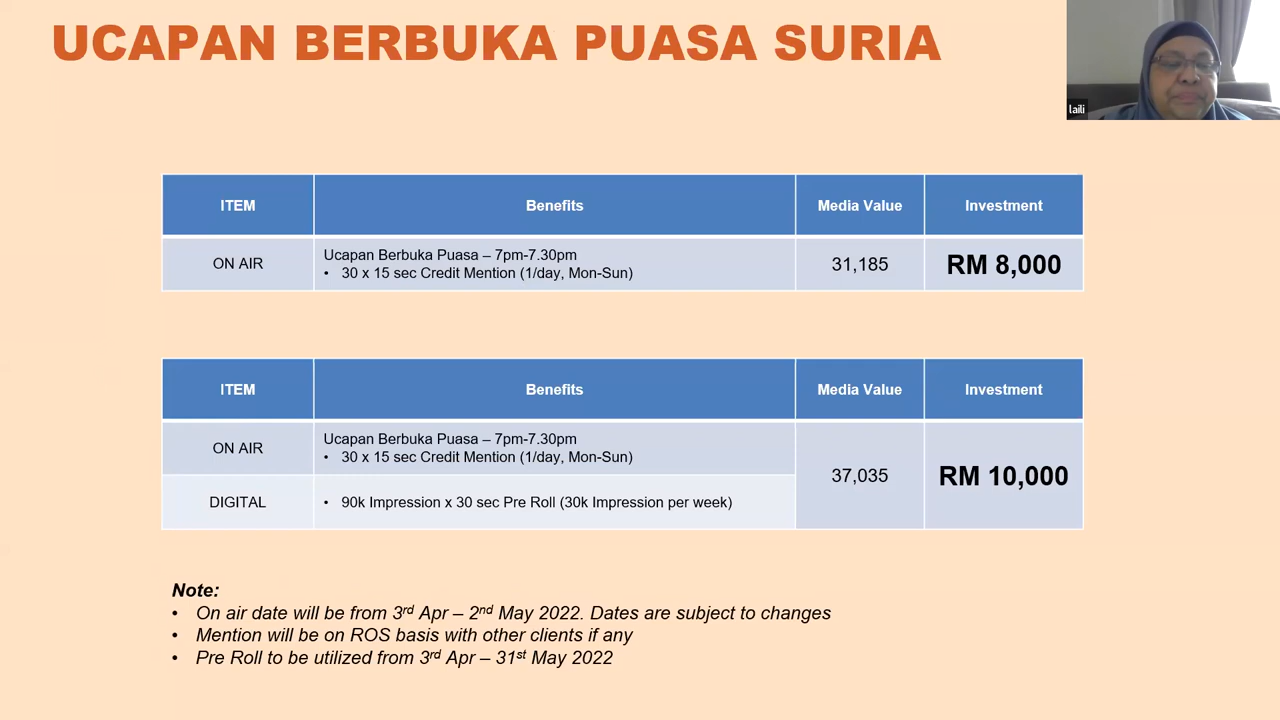 UCAPAN BERBUKA PUASA SURIA
laili
ITEM Benefits Media Value Investment
ON AIR Ucapan Berbuka Puasa – 7pm-7.30pm
• 30 x 15 sec Credit Mention (1/day, Mon-Sun)
31,185 RM 8,000
ITEM Benefits Media Value Investment
ON AIR Ucapan Berbuka Puasa – 7pm-7.30pm
• 30 x 15 sec Credit Mention (1/day, Mon-Sun)
37,035 RM 10,000
DIGITAL • 90k Impression x 30 sec Pre Roll (30k Impression per week)
Note:
• On air date will be from 3rd Apr – 2nd May 2022. Dates are subject to changes
• Mention will be on ROS basis with other clients if any
• Pre Roll to be utilized from 3rd Apr – 31st May 2022